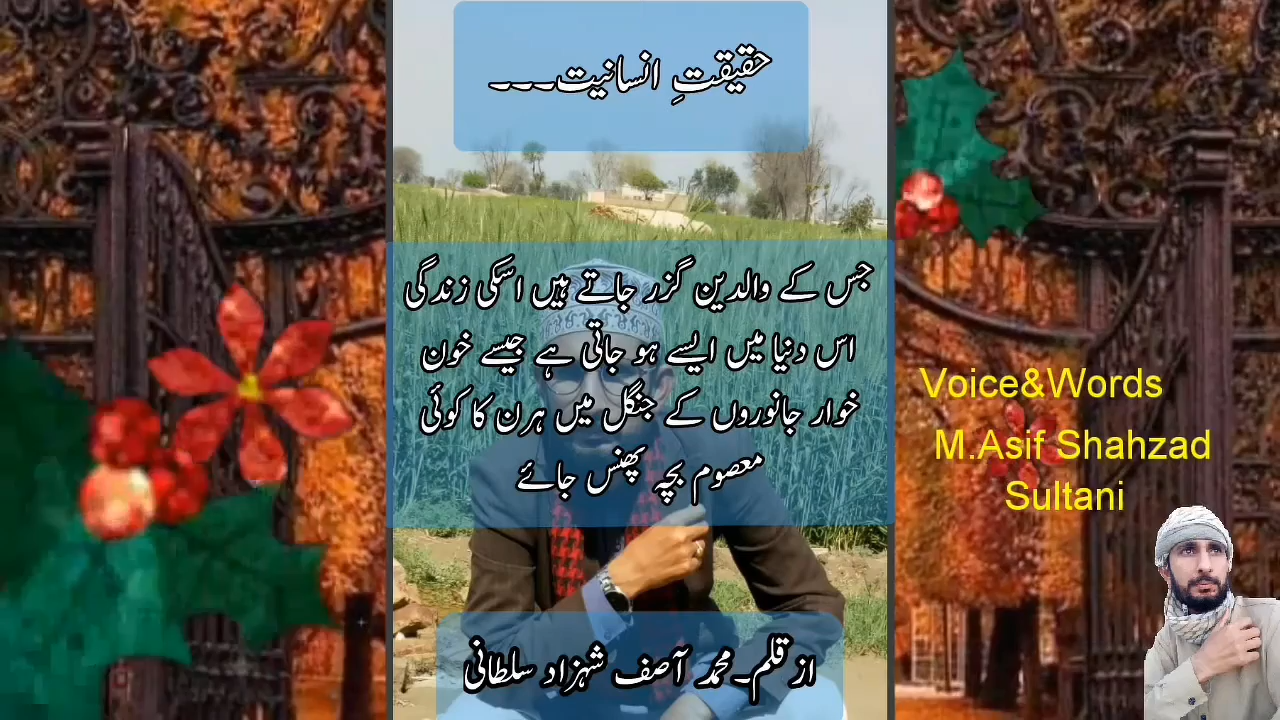 حقیقتِ انسانیت۔۔۔
جس کے والدین گزر جاتے ہیں اسکی زندگی
اس دنیا میں ایسے ہو جاتی ہے جیسے خون
خوار جانوروں کے جنگل میں ہرن کا کوئی
معصوم بچہ پھنس جائے
از قلم۔محمد آصف شہزاد سلطانی
Voice&Words
M.Asif Shahzad
Sultani